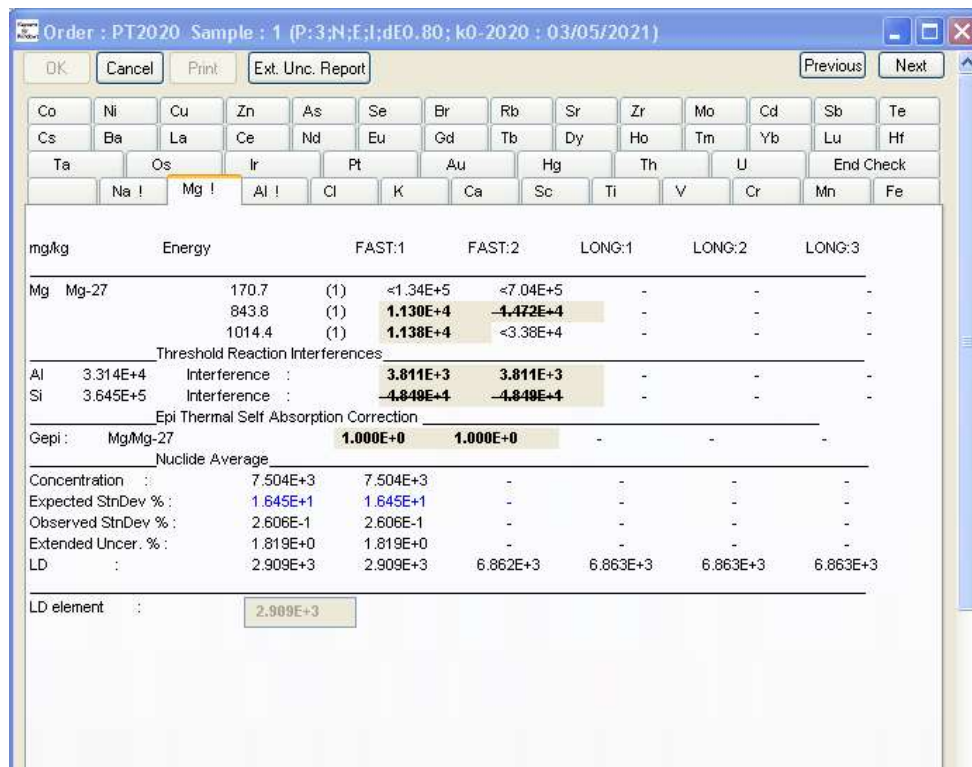 Order : PT2020 Sample : 1 (P:3;N;E;I;dE0.80; k0-2020 : 03/05/2021)
OK Cancel Print Ext. Unc. Report Previous Next
Co Ni Cu Zn As Se Br Rb Sr Zr Mo Cd Sb Te
Cs Ba La Ce Nd Eu Gd Tb Dy Ho Tm Yb Lu Hf
Ta Os Ir Pt Au Hg Th U End Check
Na ! Mg ! Al ! Cl K Ca Sc Ti V Cr Mn Fe
mg/kg Energy FAST:1 FAST:2 LONG:1 LONG:2 LONG:3
Mg Mg-27 170.7 (1) <1.34E+5 <7.04E+5 - - -
843.8 (1) 1.130E+4 1.472E+4 - - -
1014.4 (1) 1.138E+4 <3.38E+4 - - -
Threshold Reaction Interferences
Al 3.314E+4 Interference : 3.811E+3 3.811E+3 - - -
Si 3.645E+5 Interference : 4.849E+1 4.849E+1 - - -
Epi Thermal Self Absorption Correction
Gepi : Mg/Mg-27 1.000E+0 1.000E+0 - - -
Nuclide Average
Concentration : 7.504E+3 7.504E+3 - - - -
Expected StnDev % : 1.645E+1 1.645E+1 - - - -
Observed StnDev % : 2.606E-1 2.606E-1 - - - -
Extended Uncer. % : 1.819E+0 1.819E+0 - - - -
LD : 2.909E+3 2.909E+3 6.862E+3 6.863E+3 6.863E+3 6.863E+3
LD element : 2.909E+3